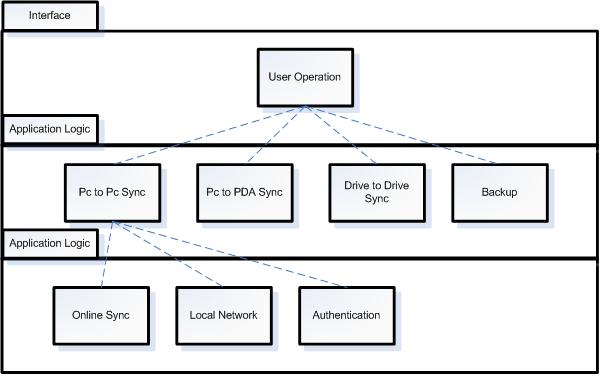 Interface
User Operation
Application Logic
Pc to Pc Sync
Pc to PDA Sync
Drive to Drive
Sync
Backup
Application Logic
Online Sync
Local Network
Authentication